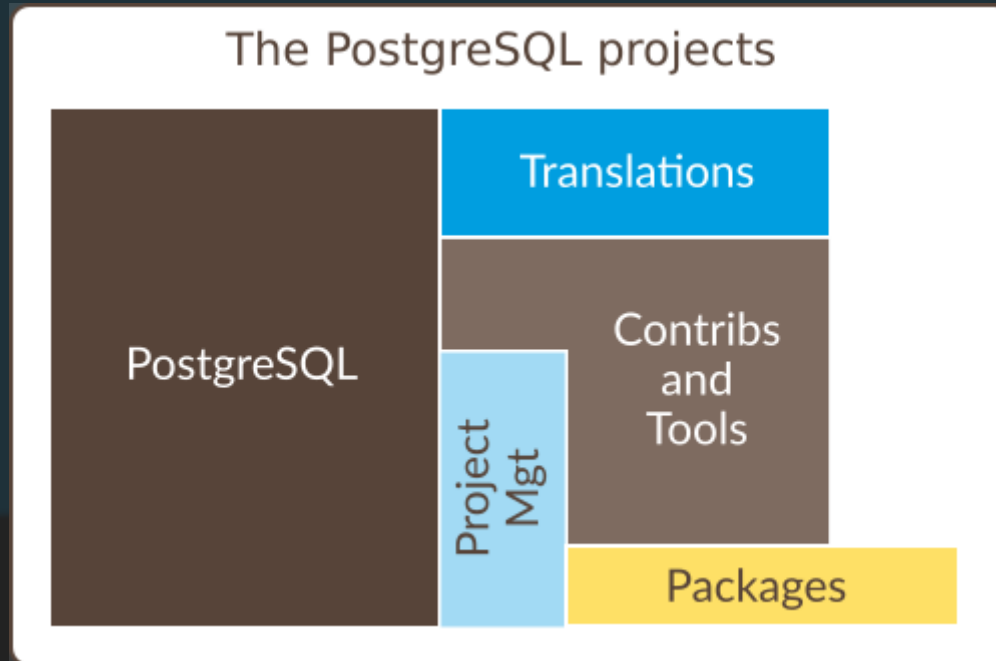 The PostgreSQL projects
PostgreSQL
Translations
Contribs
and
Tools
Project
Mgt
Packages